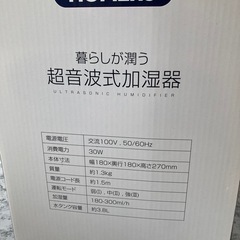 暮らしが潤う
超音波式加湿器
ULTRASONIC HUMIDIFIER
電源電圧 交流100V, 50/60Hz
消費電力 30W
本体寸法 幅180×奥行180×高さ270mm
質量 約1.3kg
電源コード長 約1.5m
運転モード 弱(I)、中(II)、強(III)
加湿量 180-300ml/h
水タンク容量 約3.8L